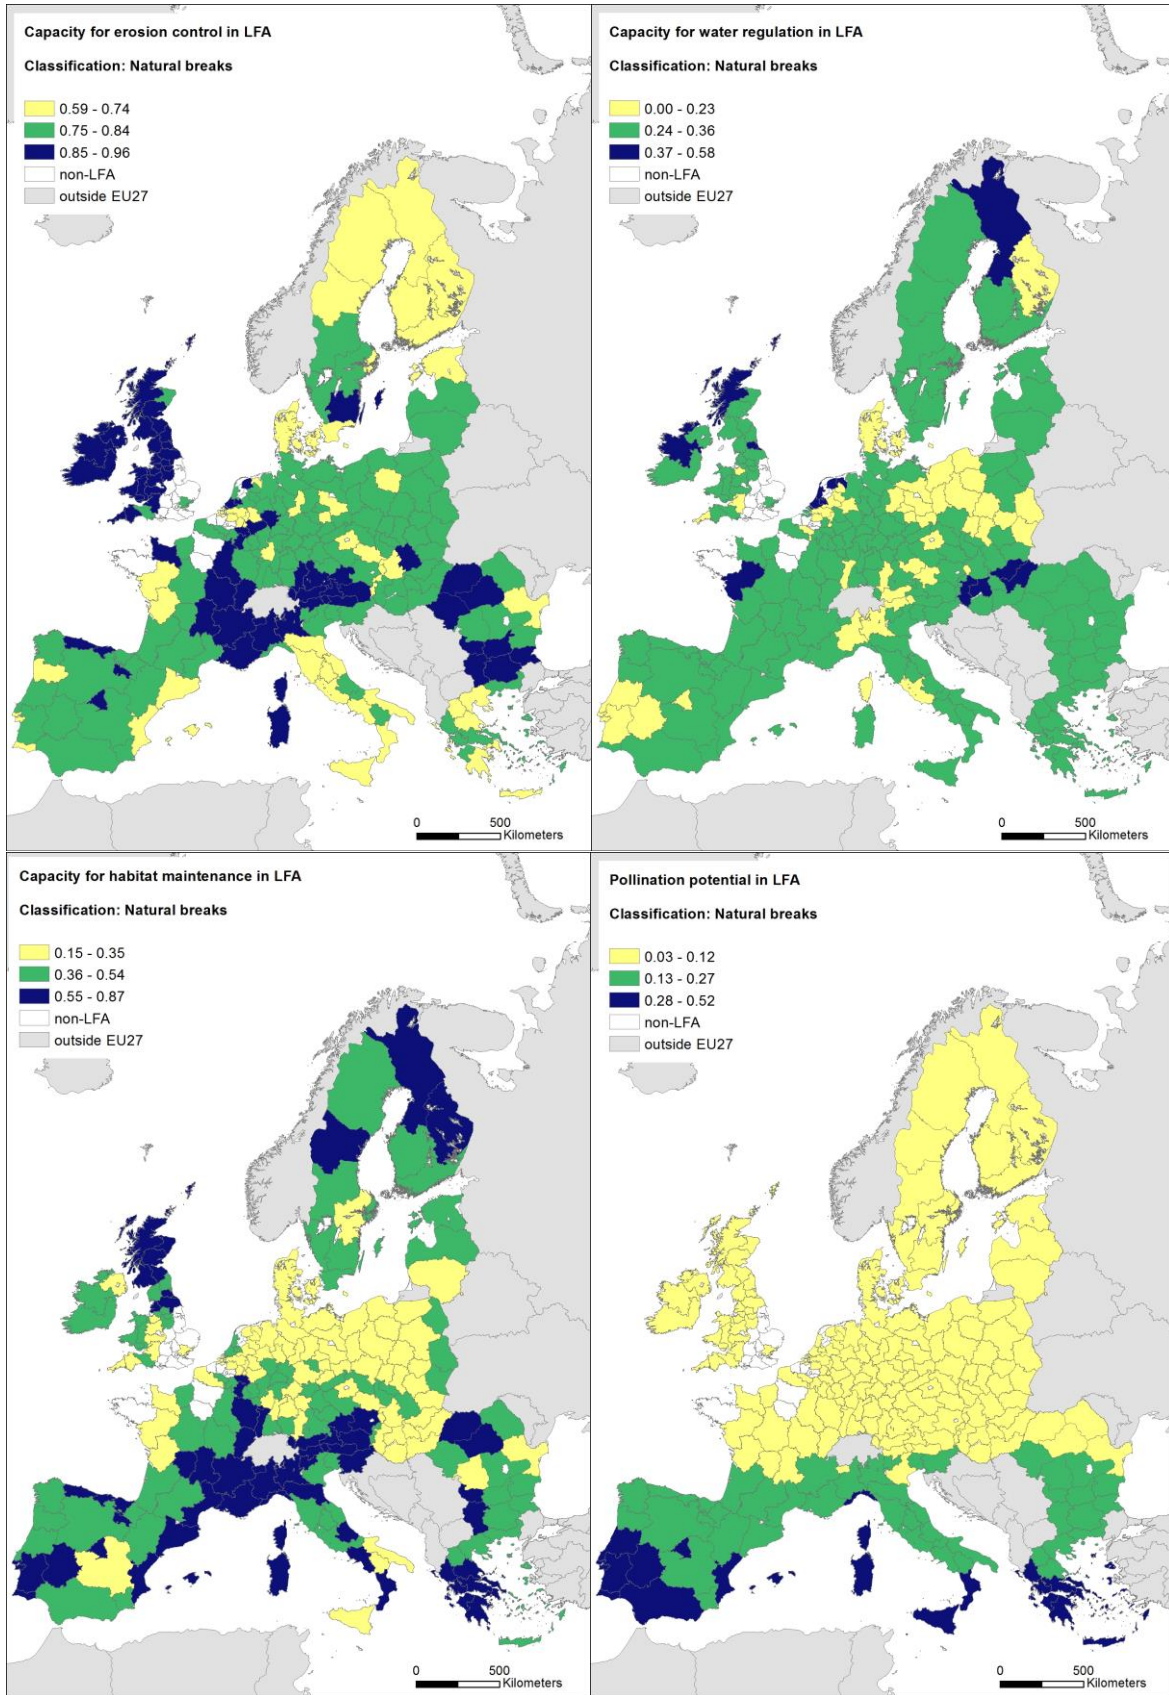 Capacity for erosion control in LFA
Classification: Natural breaks
0.59 - 0.74
0.75 - 0.84
0.85 - 0.96
non-LFA
outside EU27
0 500
Kilometers
Capacity for water regulation in LFA
Classification: Natural breaks
0.00 - 0.23
0.24 - 0.36
0.37 - 0.58
non-LFA
outside EU27
0 500
Kilometers
Capacity for habitat maintenance in LFA
Classification: Natural breaks
0.15 - 0.35
0.36 - 0.54
0.55 - 0.87
non-LFA
outside EU27
0 500
Kilometers
Pollination potential in LFA
Classification: Natural breaks
0.03 - 0.12
0.13 - 0.27
0.28 - 0.52
non-LFA
outside EU27
0 500
Kilometers